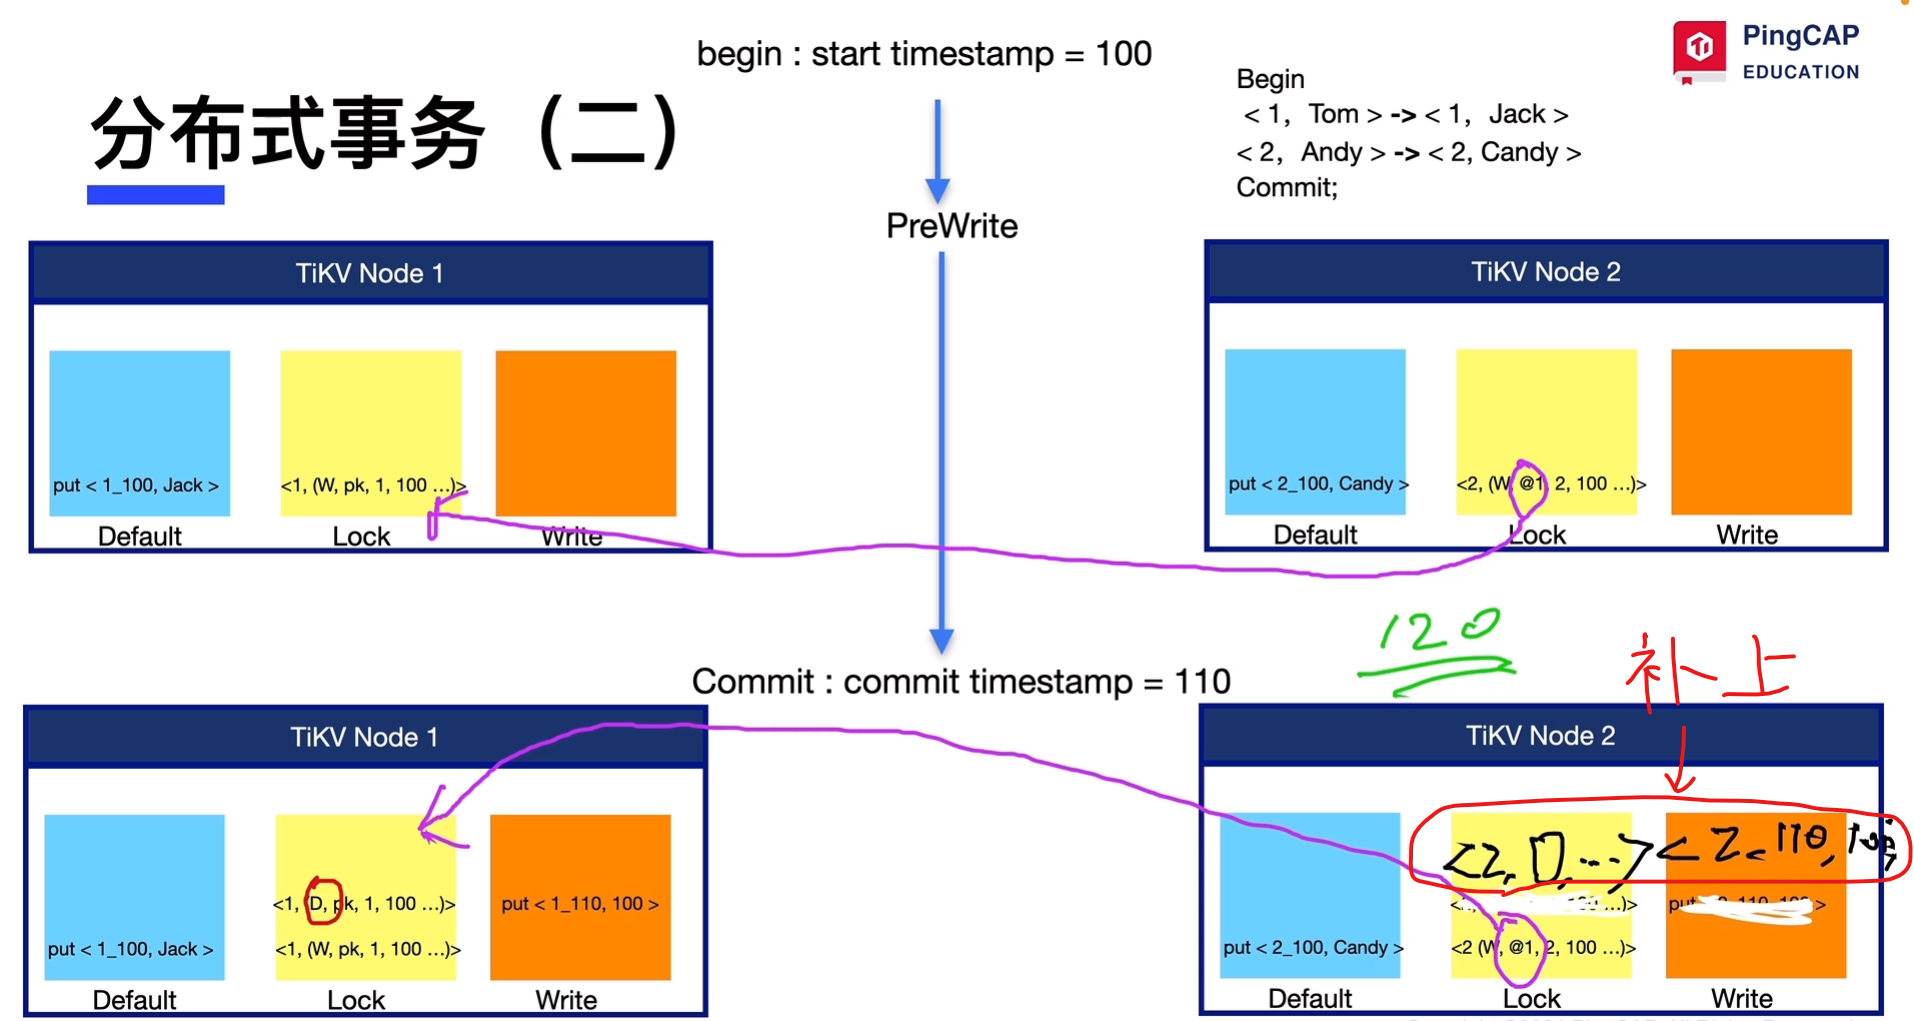 begin : start timestamp = 100
PingCAP
EDUCATION
分布式事务（二）
Begin
< 1, Tom > -> < 1, Jack >
< 2, Andy > -> < 2, Candy >
Commit;
PreWrite
TiKV Node 1
put < 1_100, Jack >
<1, (W, pk, 1, 100 ...)>
Default
Lock
Write
TiKV Node 2
put < 2_100, Candy >
<2, (W, @1, 2, 100 ...)>
Default
Lock
Write
120
补上
Commit : commit timestamp = 110
TiKV Node 1
<1, (D, pk, 1, 100 ...)>
put < 1_110, 100 >
put < 1_100, Jack >
<1, (W, pk, 1, 100 ...)>
Default
Lock
Write
TiKV Node 2
<2, D, ...> < 2_110, 100>
put
put < 2_100, Candy >
<2 (W, @1, 2, 100 ...)>
Default
Lock
Write